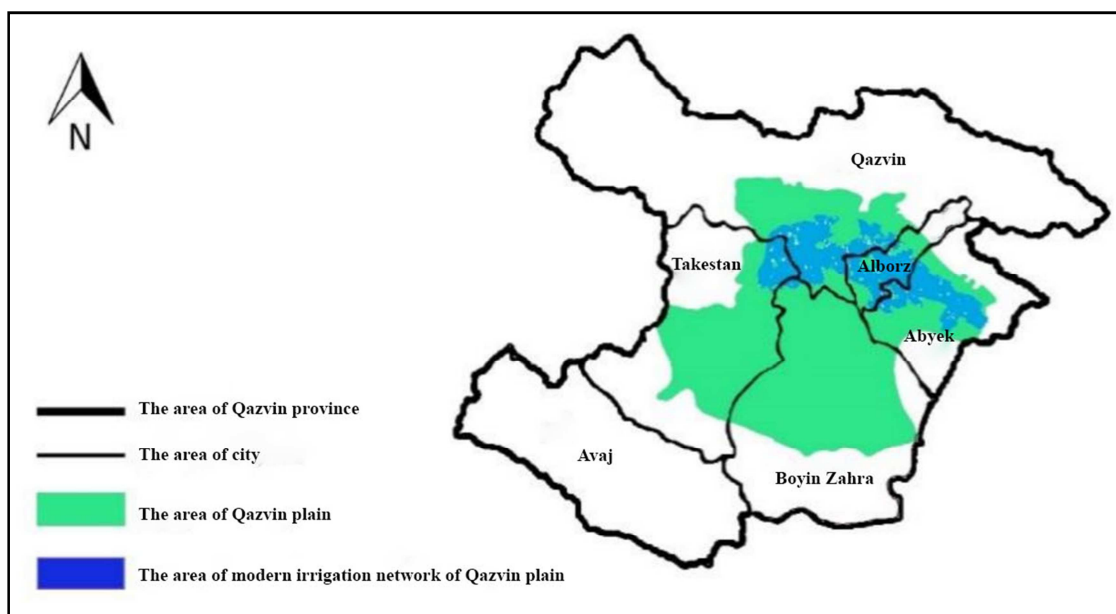 N
Qazvin
Takestan
Alborz
Abyek
Avaj
Boyin Zahra
The area of Qazvin province
The area of city
The area of Qazvin plain
The area of modern irrigation network of Qazvin plain